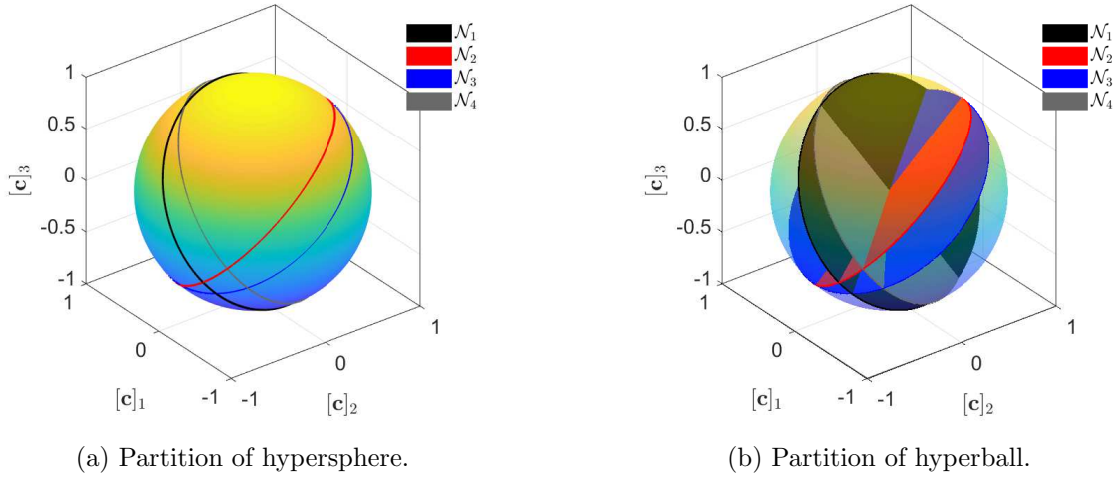 𝒩₁
𝒩₂
𝒩₃
𝒩₄
1
0.5
0
-0.5
-1
[c]₃
1
0
-1
[c]₁
-1
0
1
[c]₂
(a) Partition of hypersphere.
𝒩₁
𝒩₂
𝒩₃
𝒩₄
1
0.5
0
-0.5
-1
[c]₃
1
0
-1
[c]₁
-1
0
1
[c]₂
(b) Partition of hyperball.